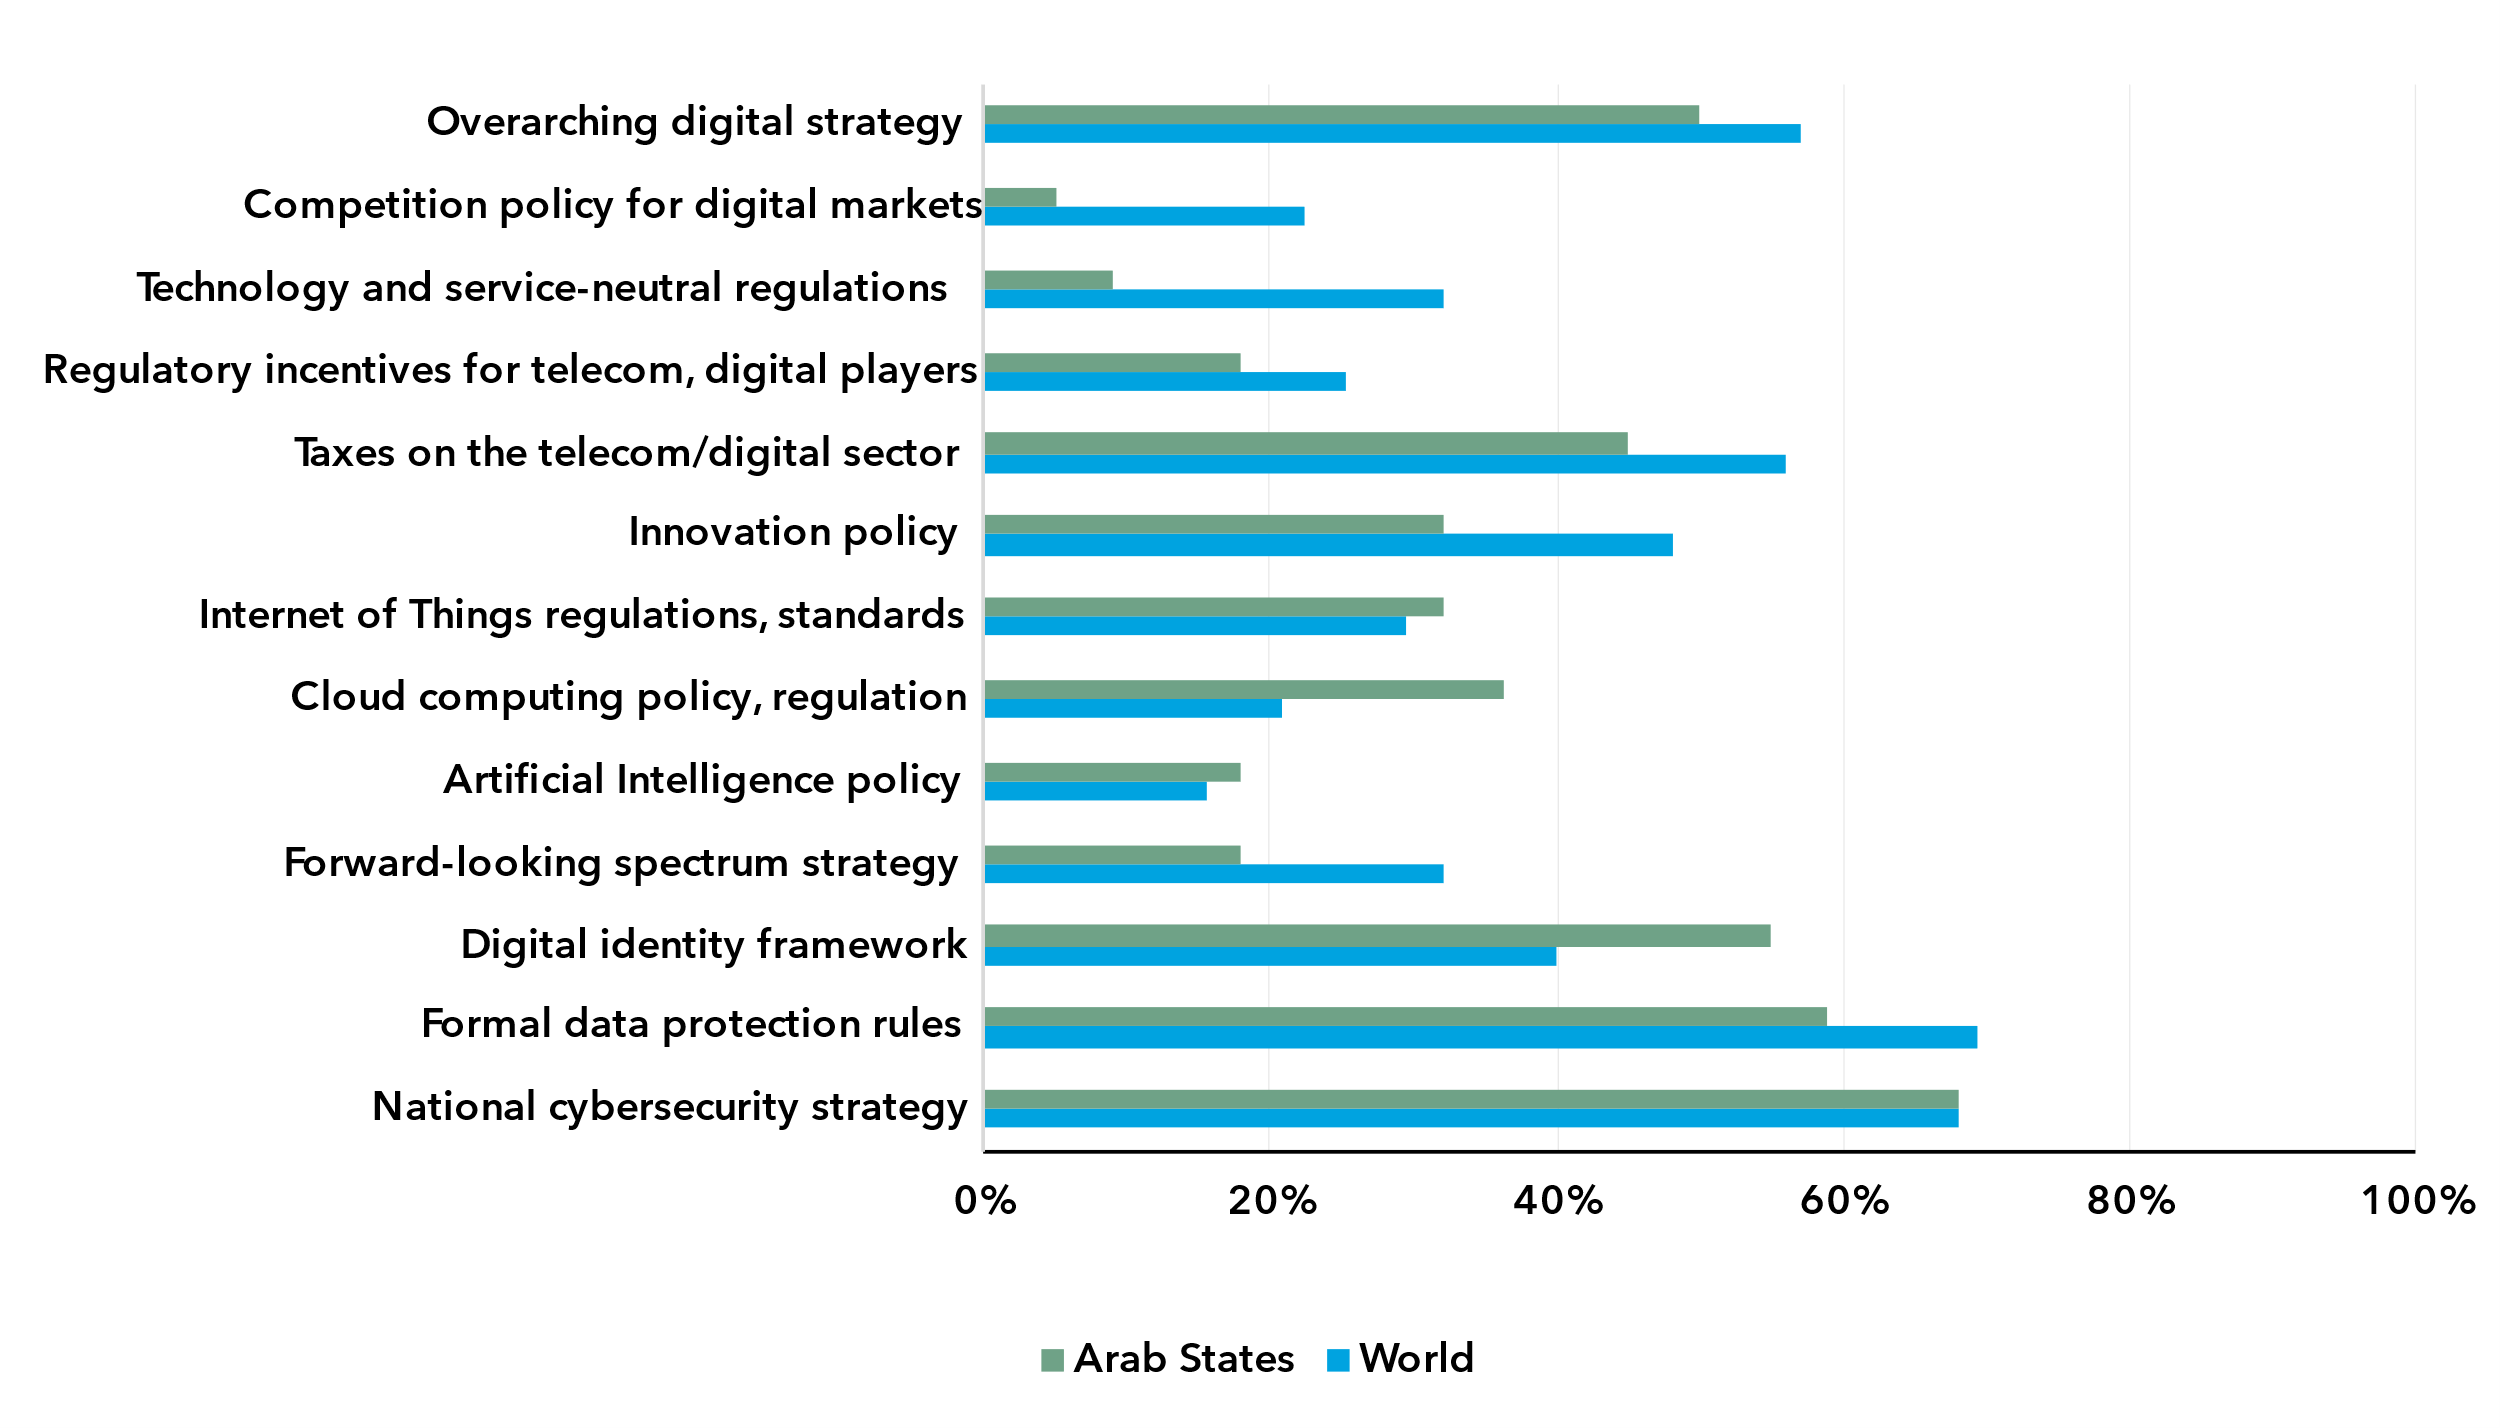 Overarching digital strategy
Competition policy for digital markets
Technology and service-neutral regulations
Regulatory incentives for telecom, digital players
Taxes on the telecom/digital sector
Innovation policy
Internet of Things regulations, standards
Cloud computing policy, regulation
Artificial Intelligence policy
Forward-looking spectrum strategy
Digital identity framework
Formal data protection rules
National cybersecurity strategy
0% 20% 40% 60% 80% 100%
Arab States World